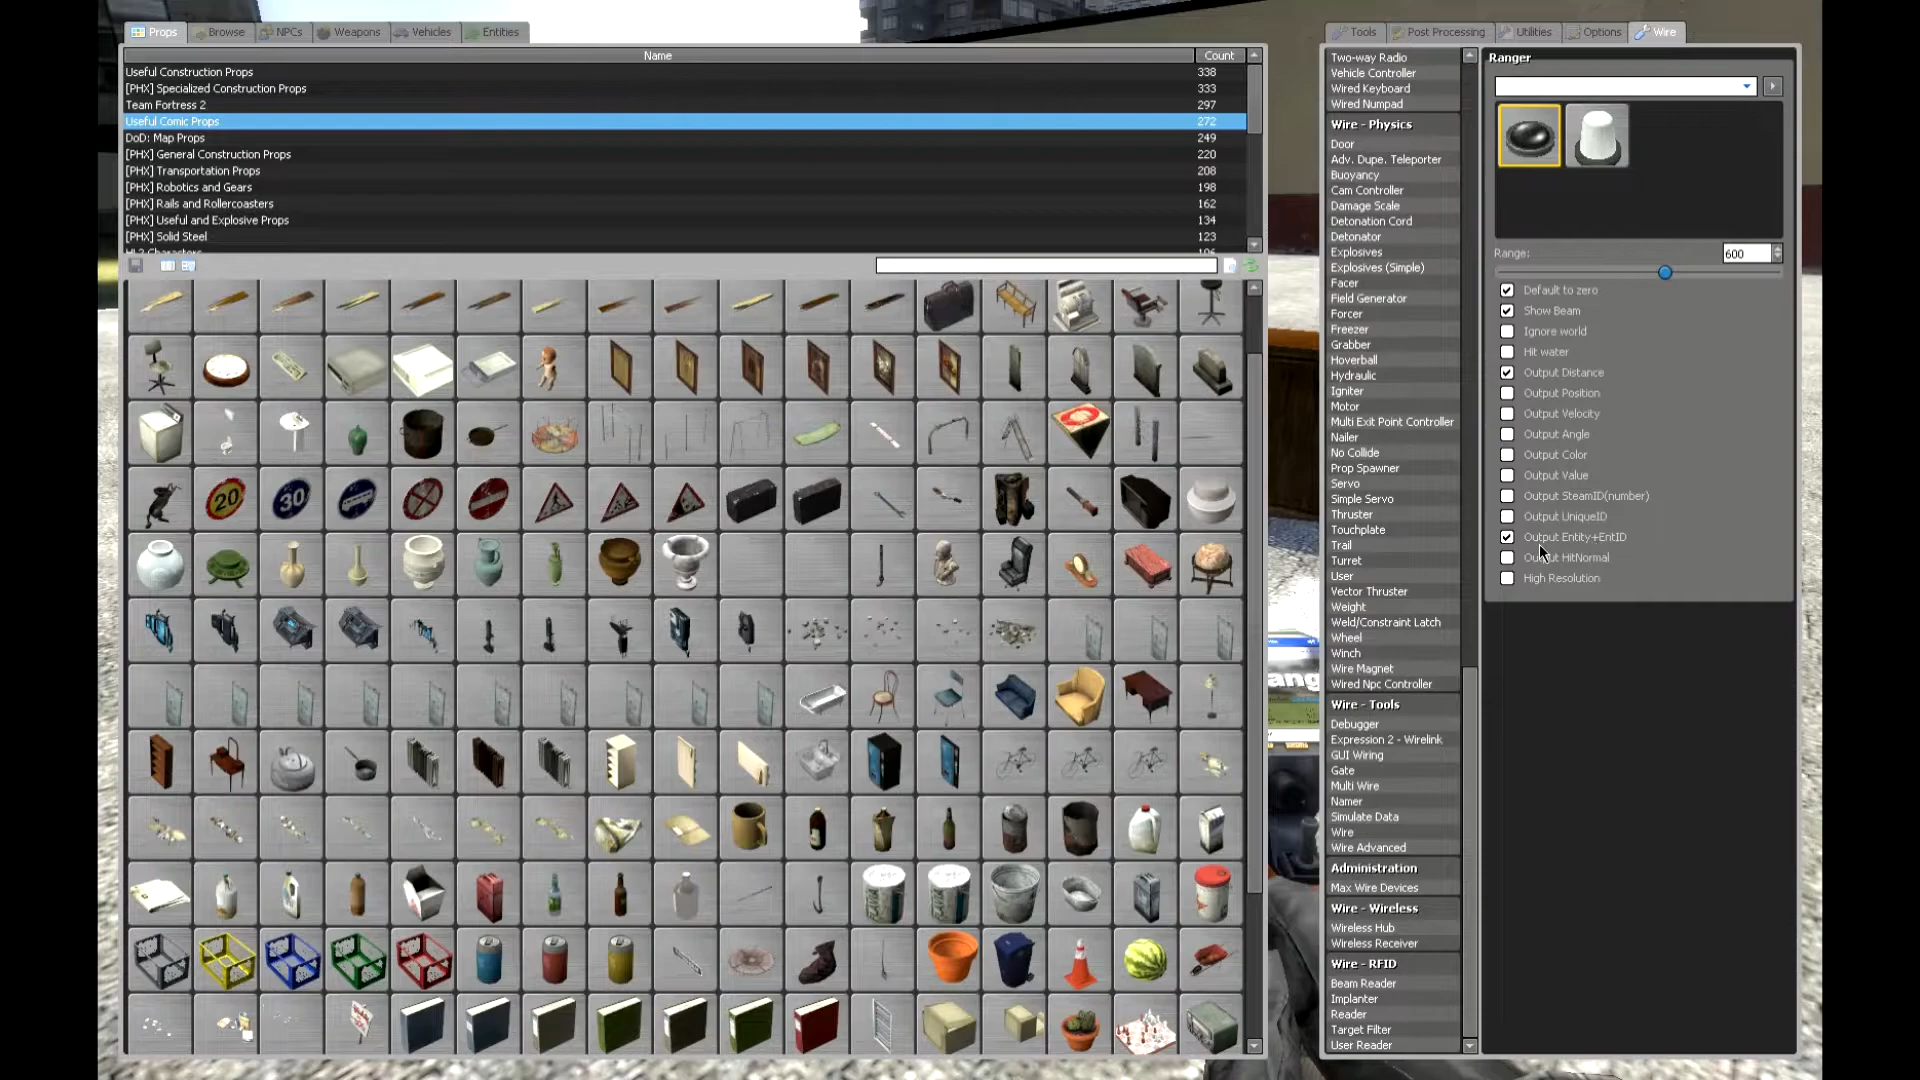 Props Browse NPCs Weapons Vehicles Entities
Name Count
Useful Construction Props 338
[PHX] Specialized Construction Props 333
Team Fortress 2 297
Useful Comic Props 272
DoD: Map Props 249
[PHX] General Construction Props 220
[PHX] Transportation Props 208
[PHX] Robotics and Gears 198
[PHX] Rails and Rollercoasters 162
[PHX] Useful and Explosive Props 134
[PHX] Solid Steel 123
HL2 Characters 106
20
30
Tools Post Processing Utilities Options Wire
Two-way Radio
Vehicle Controller
Wired Keyboard
Wired Numpad
Wire - Physics
Door
Adv. Dupe. Teleporter
Buoyancy
Cam Controller
Damage Scale
Detonation Cord
Detonator
Explosives
Explosives (Simple)
Facer
Field Generator
Forcer
Freezer
Grabber
Hoverball
Hydraulic
Igniter
Motor
Multi Exit Point Controller
Nailer
No Collide
Prop Spawner
Servo
Simple Servo
Thruster
Touchplate
Trail
Turret
User
Vector Thruster
Weight
Weld/Constraint Latch
Wheel
Winch
Wire Magnet
Wired Npc Controller
Wire - Tools
Debugger
Expression 2 - Wirelink
GUI Wiring
Gate
Multi Wire
Namer
Simulate Data
Wire
Wire Advanced
Administration
Max Wire Devices
Wire - Wireless
Wireless Hub
Wireless Receiver
Wire - RFID
Beam Reader
Implanter
Reader
Target Filter
User Reader
Ranger
Range: 600
Default to zero
Show Beam
Ignore world
Hit water
Output Distance
Output Position
Output Velocity
Output Angle
Output Color
Output Value
Output SteamID(number)
Output UniqueID
Output Entity+EntID
Output HitNormal
High Resolution